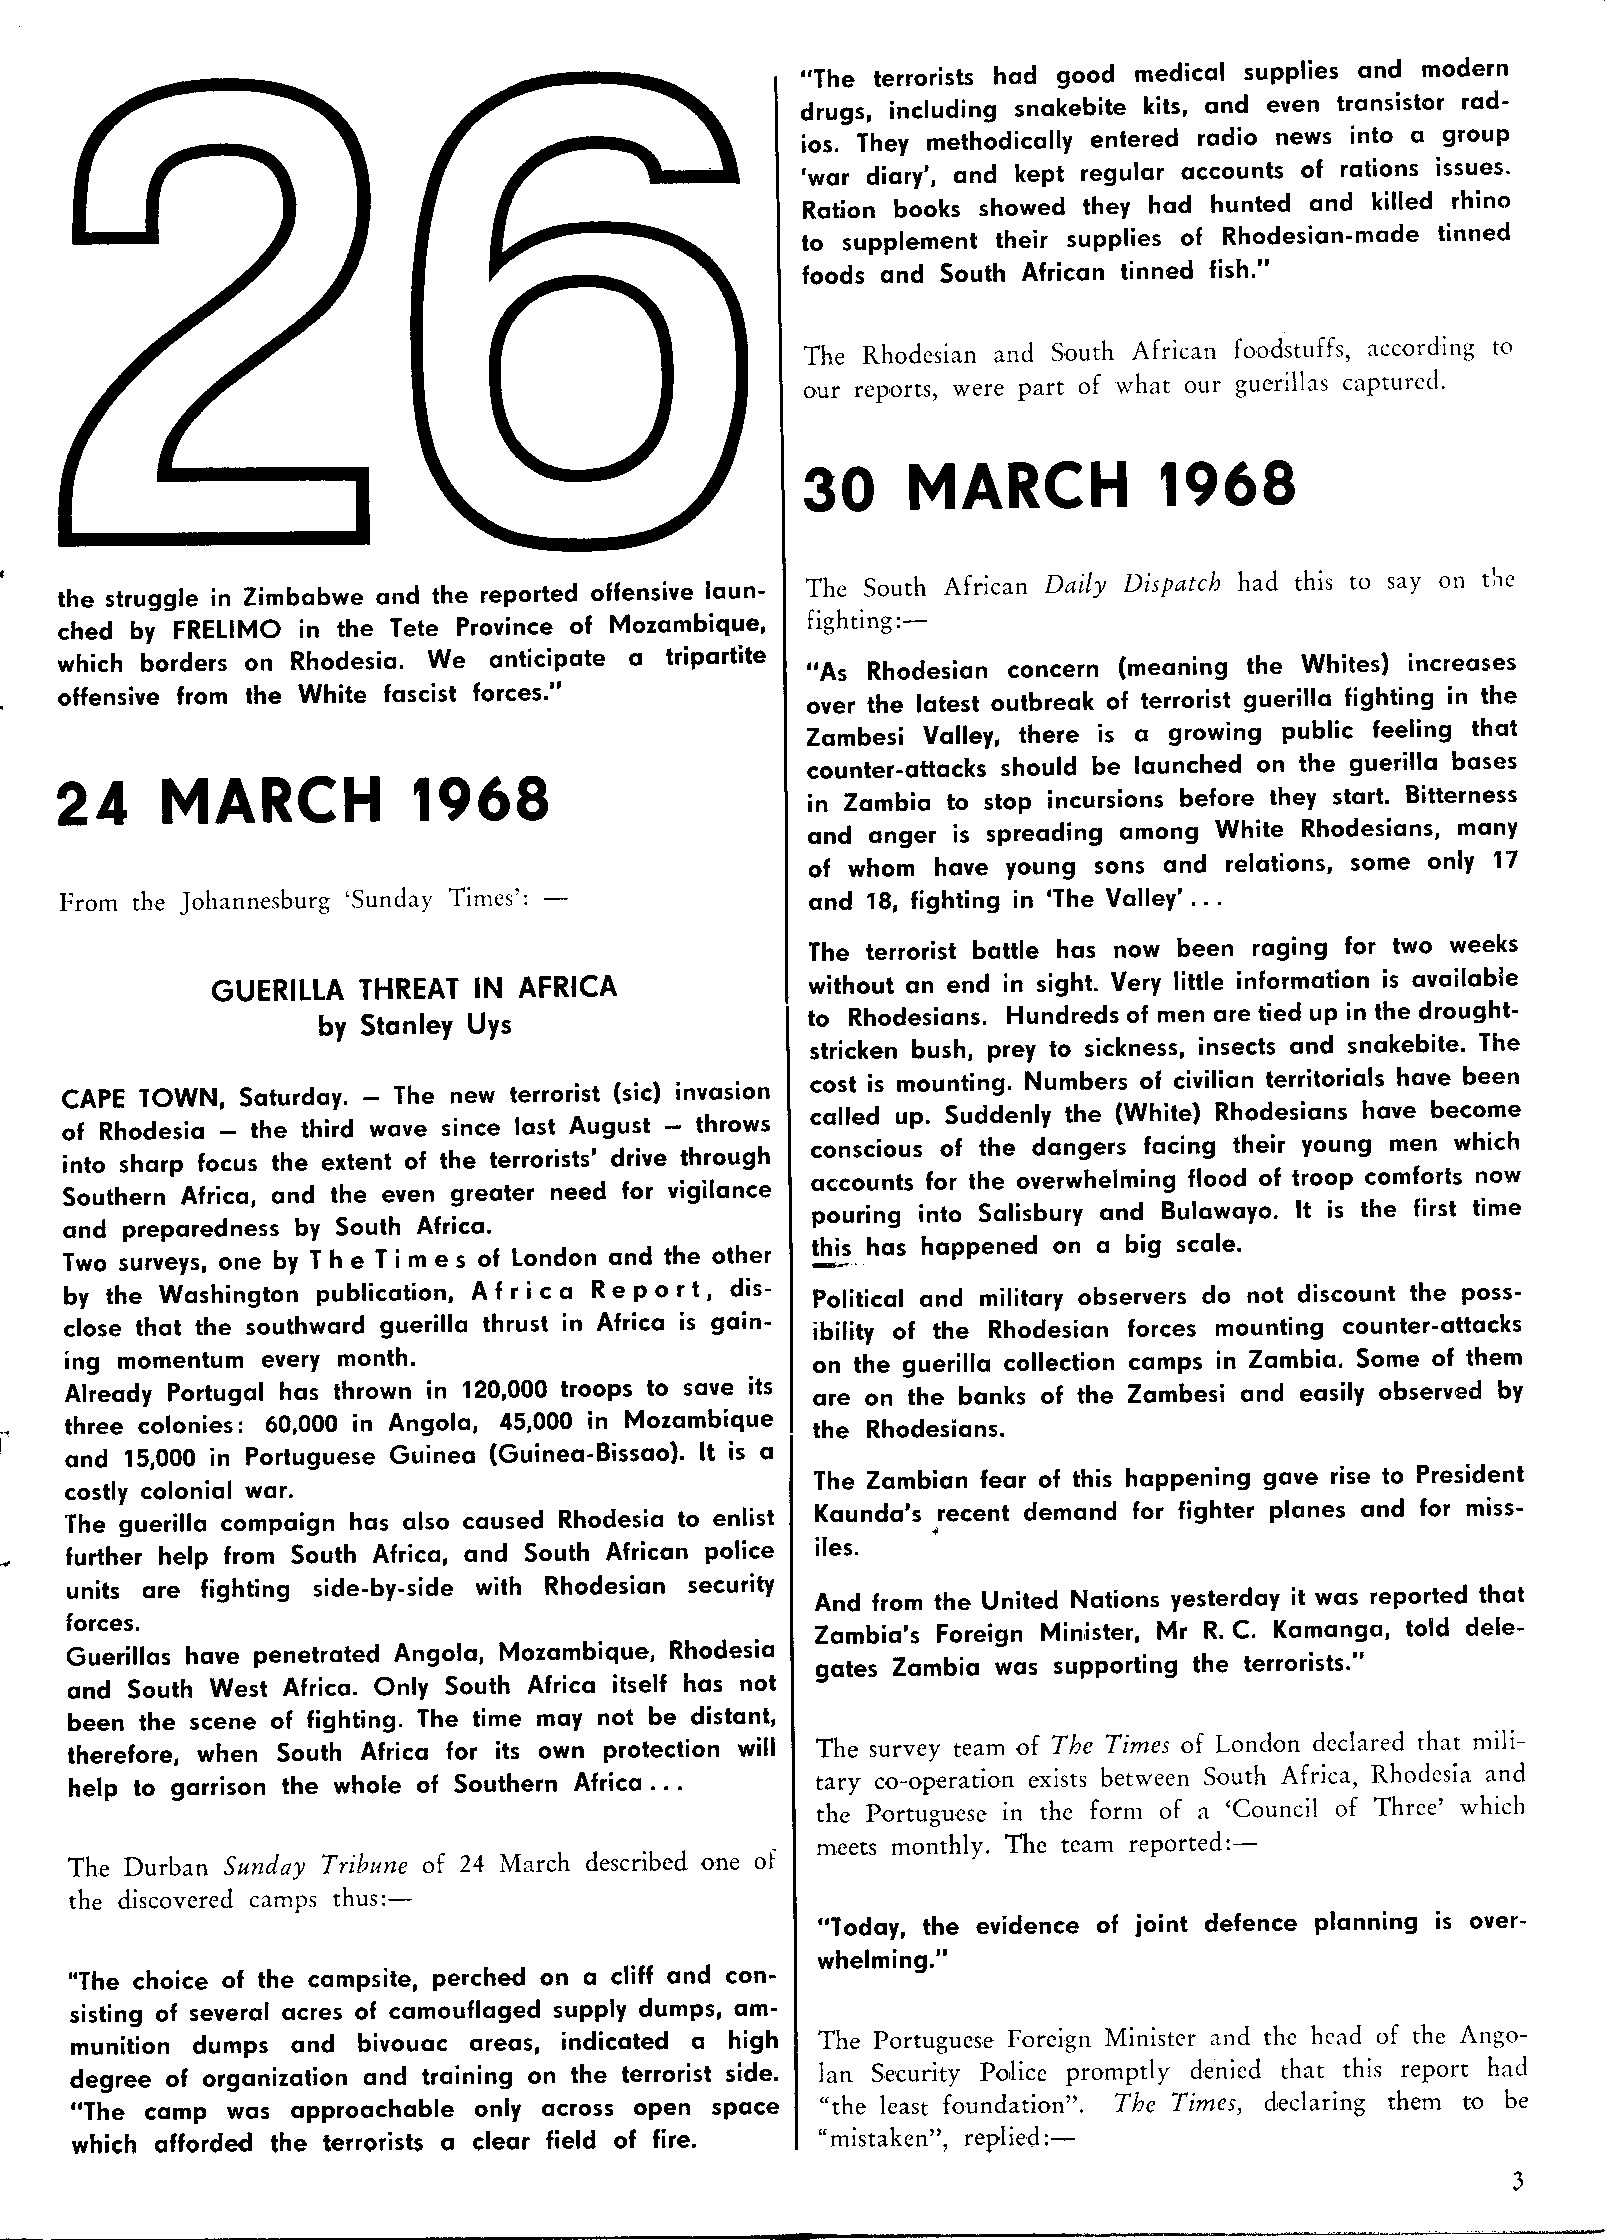 26
the struggle in Zimbabwe and the reported offensive laun-
ched by FRELIMO in the Tete Province of Mozambique,
which borders on Rhodesia. We anticipate a tripartite
offensive from the White fascist forces."
24 MARCH 1968
From the Johannesburg 'Sunday Times': —
GUERILLA THREAT IN AFRICA
by Stanley Uys
CAPE TOWN, Saturday. — The new terrorist (sic) invasion
of Rhodesia — the third wave since last August — throws
into sharp focus the extent of the terrorists' drive through
Southern Africa, and the even greater need for vigilance
and preparedness by South Africa.
Two surveys, one by The Times of London and the other
by the Washington publication, Africa Report, dis-
close that the southward guerilla thrust in Africa is gain-
ing momentum every month.
Already Portugal has thrown in 120,000 troops to save its
three colonies: 60,000 in Angola, 45,000 in Mozambique
and 15,000 in Portuguese Guinea (Guinea-Bissao). It is a
costly colonial war.
The guerilla compaign has also caused Rhodesia to enlist
further help from South Africa, and South African police
units are fighting side-by-side with Rhodesian security
forces.
Guerillas have penetrated Angola, Mozambique, Rhodesia
and South West Africa. Only South Africa itself has not
been the scene of fighting. The time may not be distant,
therefore, when South Africa for its own protection will
help to garrison the whole of Southern Africa...
The Durban Sunday Tribune of 24 March described one of
the discovered camps thus:—
"The choice of the campsite, perched on a cliff and con-
sisting of several acres of camouflaged supply dumps, am-
munition dumps and bivouac areas, indicated a high
degree of organization and training on the terrorist side.
"The camp was approachable only across open space
which afforded the terrorists a clear field of fire.
"The terrorists had good medical supplies and modern
drugs, including snakebite kits, and even transistor rad-
ios. They methodically entered radio news into a group
'war diary', and kept regular accounts of rations issues.
Ration books showed they had hunted and killed rhino
to supplement their supplies of Rhodesian-made tinned
foods and South African tinned fish."
The Rhodesian and South African foodstuffs, according to
our reports, were part of what our guerillas captured.
30 MARCH 1968
The South African Daily Dispatch had this to say on the
fighting:—
"As Rhodesian concern (meaning the Whites) increases
over the latest outbreak of terrorist guerilla fighting in the
Zambesi Valley, there is a growing public feeling that
counter-attacks should be launched on the guerilla bases
in Zambia to stop incursions before they start. Bitterness
and anger is spreading among White Rhodesians, many
of whom have young sons and relations, some only 17
and 18, fighting in 'The Valley'...
The terrorist battle has now been raging for two weeks
without an end in sight. Very little information is available
to Rhodesians. Hundreds of men are tied up in the drought-
stricken bush, prey to sickness, insects and snakebite. The
cost is mounting. Numbers of civilian territorials have been
called up. Suddenly the (White) Rhodesians have become
conscious of the dangers facing their young men which
accounts for the overwhelming flood of troop comforts now
pouring into Salisbury and Bulawayo. It is the first time
this has happened on a big scale.
Political and military observers do not discount the poss-
ibility of the Rhodesian forces mounting counter-attacks
on the guerilla collection camps in Zambia. Some of them
are on the banks of the Zambesi and easily observed by
the Rhodesians.
The Zambian fear of this happening gave rise to President
Kaunda's recent demand for fighter planes and for miss-
iles.
And from the United Nations yesterday it was reported that
Zambia's Foreign Minister, Mr R. C. Kamanga, told dele-
gates Zambia was supporting the terrorists."
The survey team of The Times of London declared that mili-
tary co-operation exists between South Africa, Rhodesia and
the Portuguese in the form of a 'Council of Three' which
meets monthly. The team reported:—
"Today, the evidence of joint defence planning is over-
whelming."
The Portuguese Foreign Minister and the head of the Ango-
lan Security Police promptly denied that this report had
"the least foundation". The Times, declaring them to be
"mistaken", replied:—
3